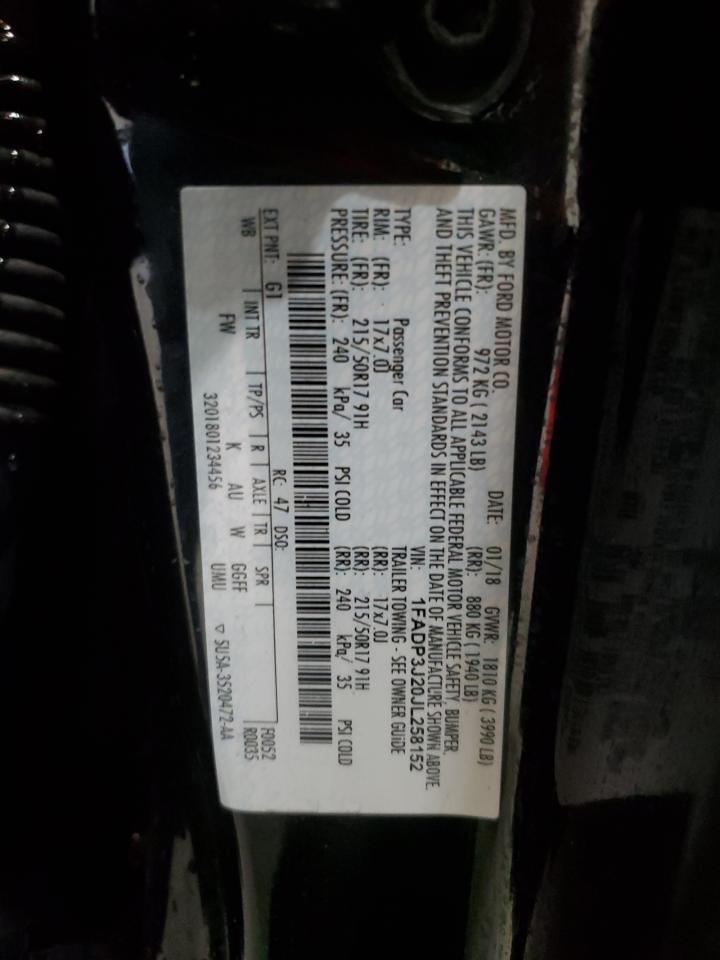 MFD. BY FORD MOTOR CO. DATE: 01/18 GVWR: 1810 KG ( 3990 LB)
GAWR: (FR): 972 KG ( 2143 LB) (RR): 880 KG ( 1940 LB)
THIS VEHICLE CONFORMS TO ALL APPLICABLE FEDERAL MOTOR VEHICLE SAFETY, BUMPER,
AND THEFT PREVENTION STANDARDS IN EFFECT ON THE DATE OF MANUFACTURE SHOWN ABOVE.
VIN: 1FADP3J20JL258152
TYPE: Passenger Car TRAILER TOWING - SEE OWNER GUIDE
RIM: (FR): 17x7.0J (RR): 17x7.0J
TIRE: (FR): 215/50R17 91H (RR): 215/50R17 91H
PRESSURE: (FR): 240 kPa/ 35 PSI COLD (RR): 240 kPa/ 35 PSI COLD
RC: 47 DSO:
EXT PNT: G1 F0052
WB INT TR TP/PS R AXLE TR SPR R0035
FW K AU W GGFF
3201801234456 UMU ▽ SU5A-3520472-AA